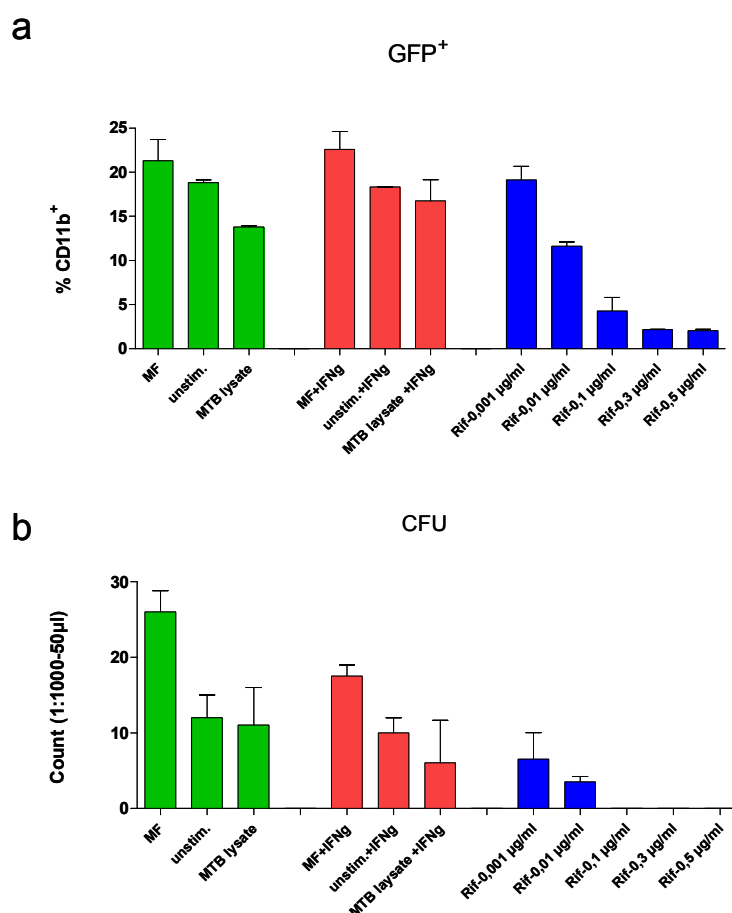 a
GFP+
% CD11b+
25
20
15
10
5
0
MF
unstim.
MTB lysate
MF+IFNg
unstim.+IFNg
MTB laysate +IFNg
Rif-0,001 µg/ml
Rif-0,01 µg/ml
Rif-0,1 µg/ml
Rif-0,3 µg/ml
Rif-0,5 µg/ml
b
CFU
Count (1:1000-50µl)
30
20
10
0
MF
unstim.
MTB lysate
MF+IFNg
unstim.+IFNg
MTB laysate +IFNg
Rif-0,001 µg/ml
Rif-0,01 µg/ml
Rif-0,1 µg/ml
Rif-0,3 µg/ml
Rif-0,5 µg/ml